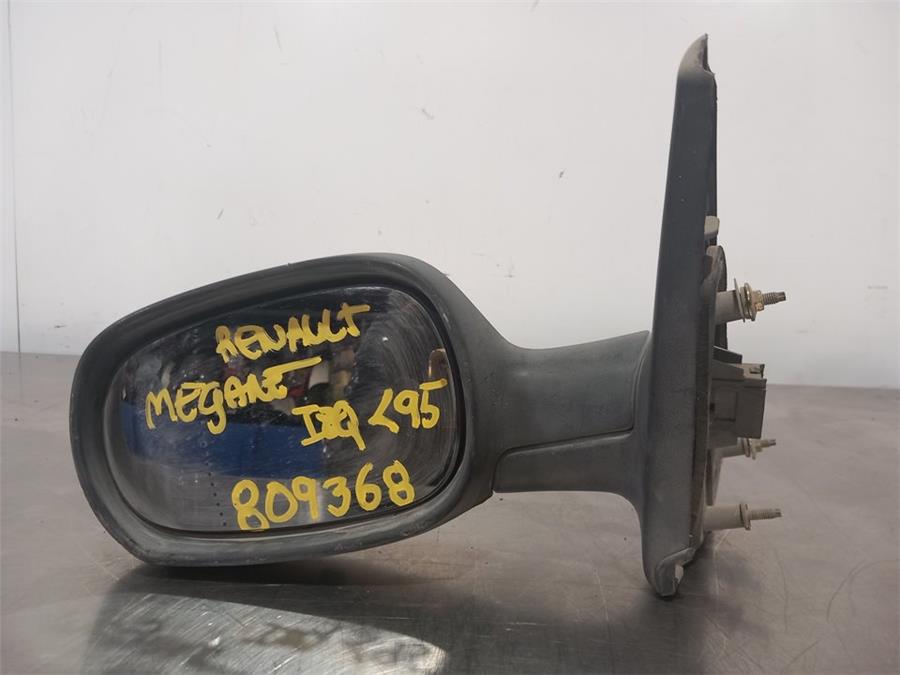 RENAULT
MEGANE IZQ <95
809368